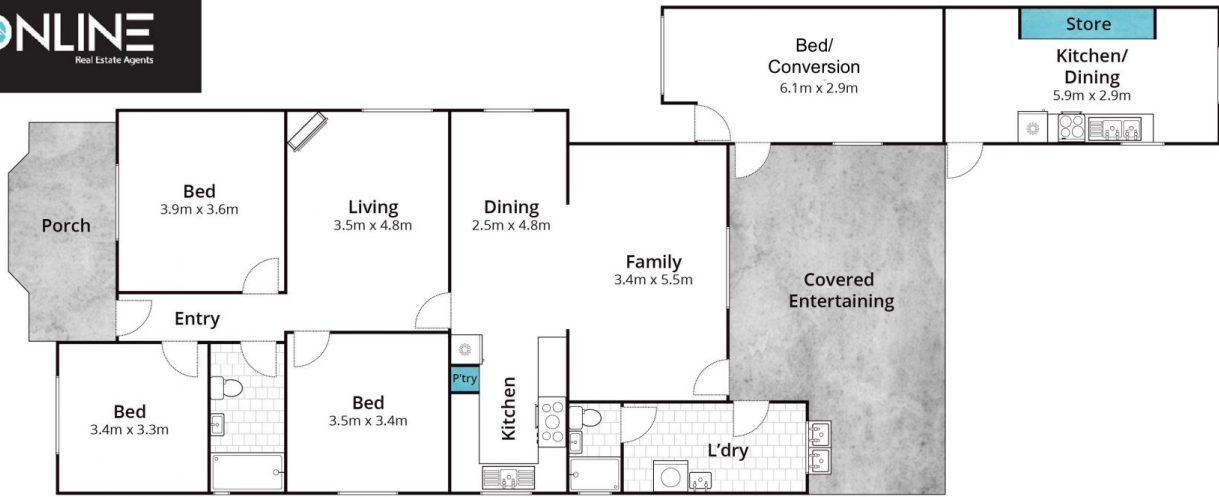 ONLINE
Real Estate Agents
Store
Bed/
Conversion
6.1m x 2.9m
Kitchen/
Dining
5.9m x 2.9m
Bed
3.9m x 3.6m
Living
3.5m x 4.8m
Dining
2.5m x 4.8m
Porch
Family
3.4m x 5.5m
Covered
Entertaining
Entry
P'try
Bed
3.4m x 3.3m
Bed
3.5m x 3.4m
Kitchen
L'dry